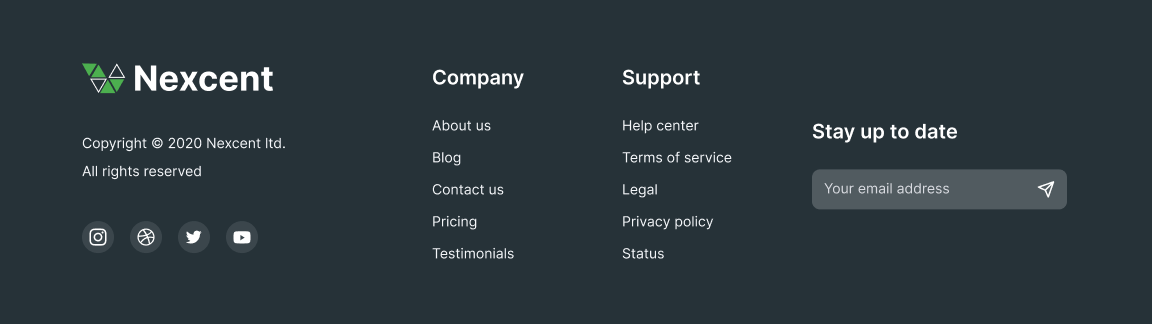 Nexcent
Copyright © 2020 Nexcent ltd.
All rights reserved
Company
About us
Blog
Contact us
Pricing
Testimonials
Support
Help center
Terms of service
Legal
Privacy policy
Status
Stay up to date
Your email address